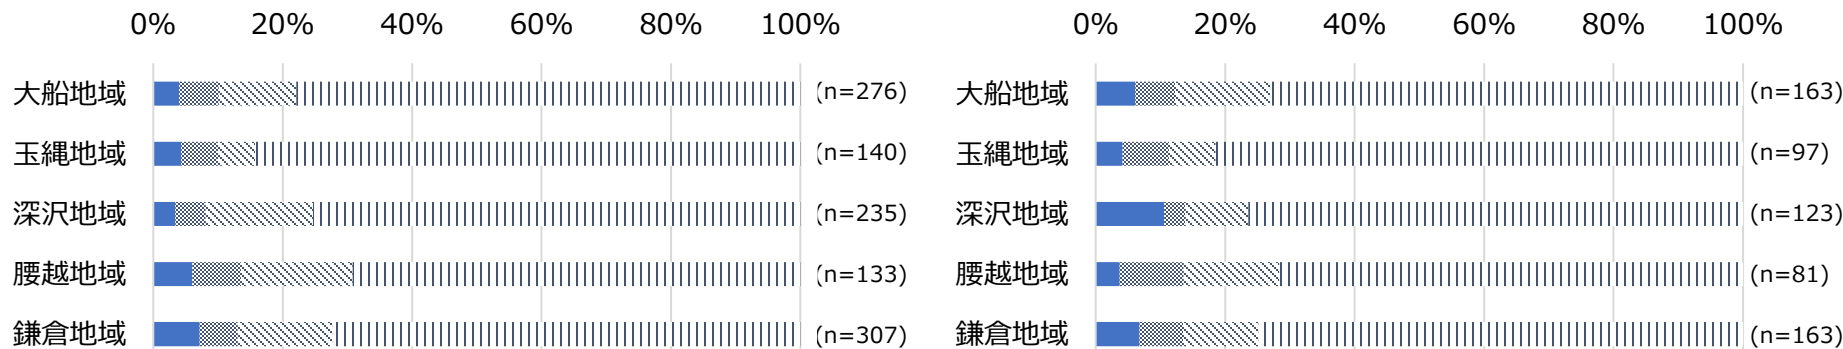 0% 20% 40% 60% 80% 100%
大船地域 (n=276)
玉縄地域 (n=140)
深沢地域 (n=235)
腰越地域 (n=133)
鎌倉地域 (n=307)
0% 20% 40% 60% 80% 100%
大船地域 (n=163)
玉縄地域 (n=97)
深沢地域 (n=123)
腰越地域 (n=81)
鎌倉地域 (n=163)